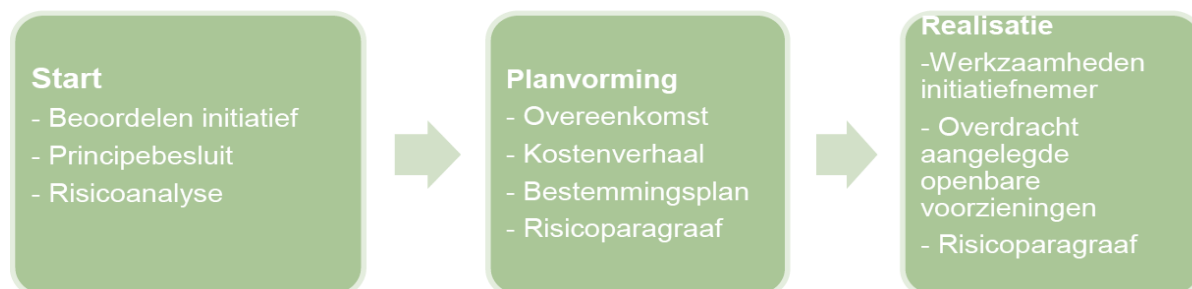 Start
- Beoordelen initiatief
- Principebesluit
- Risicoanalyse
Planvorming
- Overeenkomst
- Kostenverhaal
- Bestemmingsplan
- Risicoparagraaf
Realisatie
-Werkzaamheden
initiatiefnemer
- Overdracht
aangelegde
openbare
voorzieningen
- Risicoparagraaf